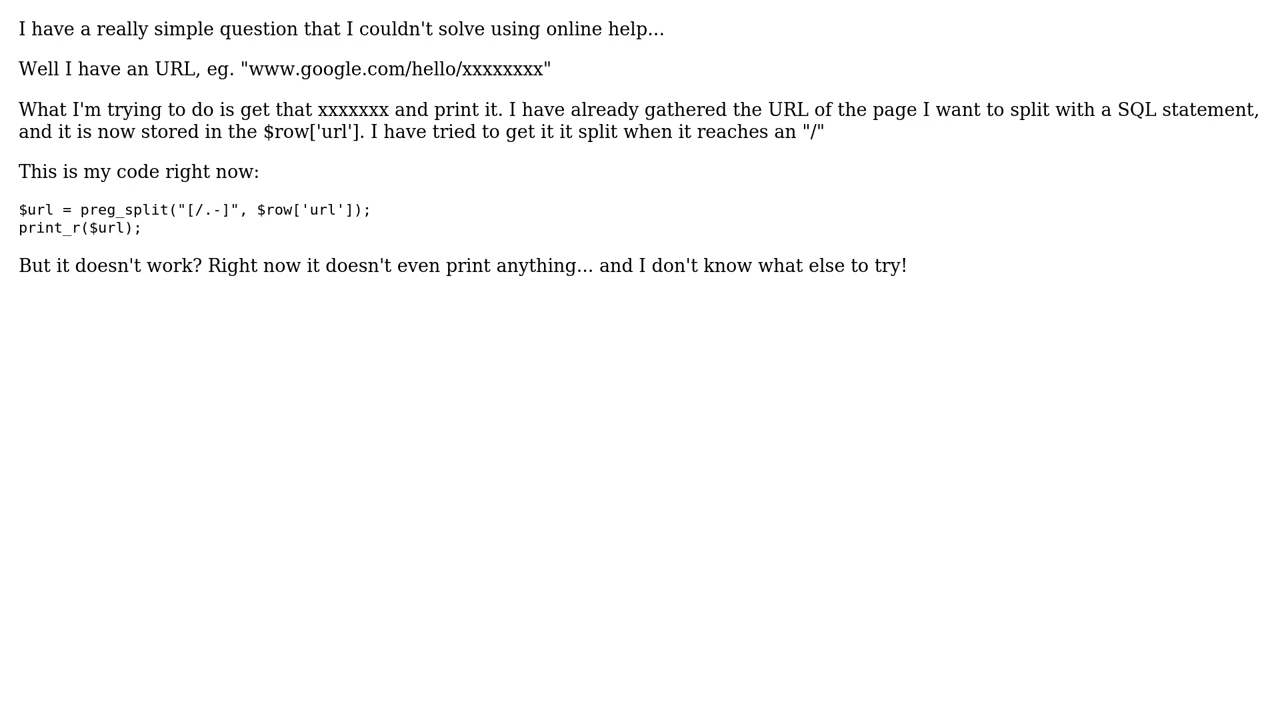 I have a really simple question that I couldn't solve using online help...
Well I have an URL, eg. "www.google.com/hello/xxxxxxxx"
What I'm trying to do is get that xxxxxxx and print it. I have already gathered the URL of the page I want to split with a SQL statement,
and it is now stored in the $row['url']. I have tried to get it it split when it reaches an "/"
This is my code right now:
$url = preg_split("[/.-]", $row['url']);
print_r($url);
But it doesn't work? Right now it doesn't even print anything... and I don't know what else to try!